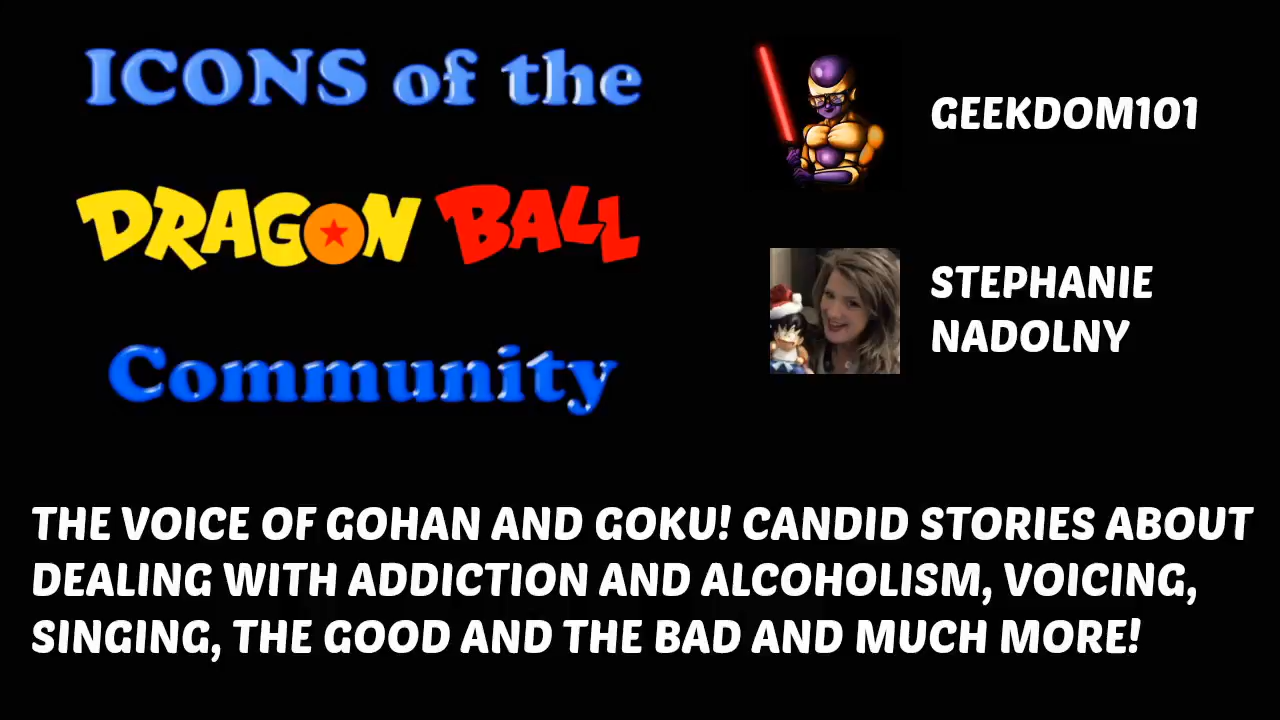 ICONS of the
DRAGON BALL
Community
GEEKDOM101
STEPHANIE
NADOLNY
THE VOICE OF GOHAN AND GOKU! CANDID STORIES ABOUT
DEALING WITH ADDICTION AND ALCOHOLISM, VOICING,
SINGING, THE GOOD AND THE BAD AND MUCH MORE!